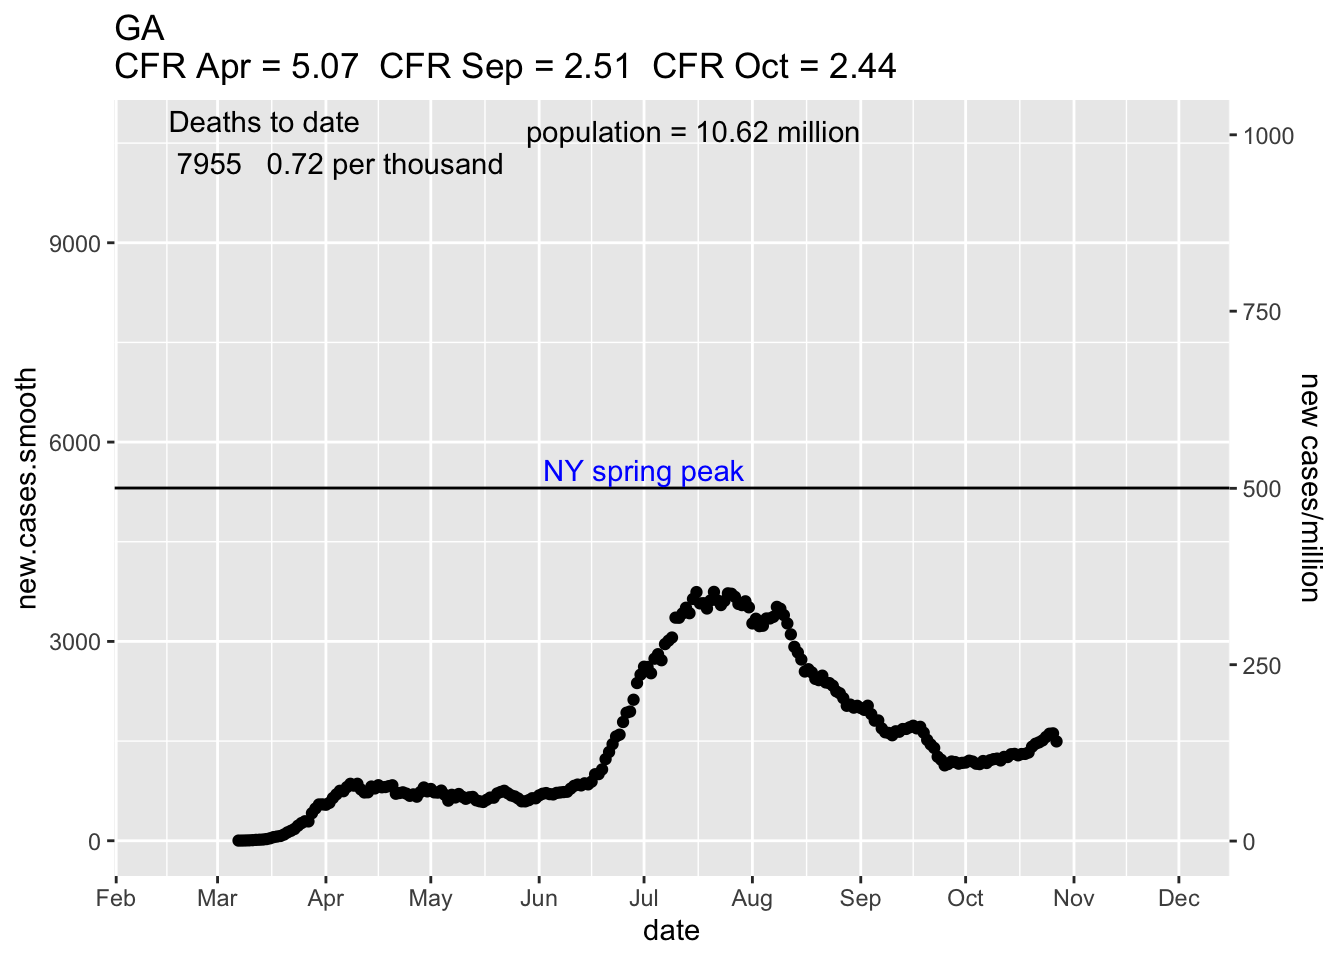 GA
CFR Apr = 5.07  CFR Sep = 2.51  CFR Oct = 2.44
Deaths to date
7955   0.72 per thousand
population = 10.62 million
NY spring peak
new.cases.smooth
9000
6000
3000
0
1000
750
500
250
0
new cases/million
Feb Mar Apr May Jun Jul Aug Sep Oct Nov Dec
date